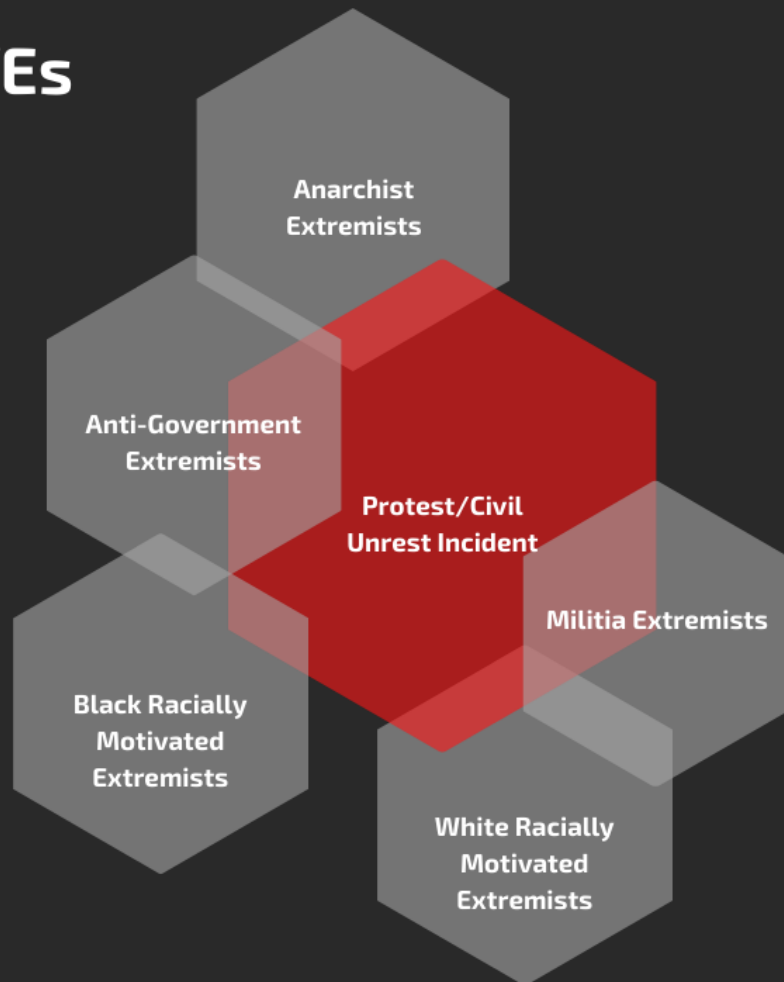 Es
Anarchist
Extremists
Anti-Government
Extremists
Protest/Civil
Unrest Incident
Militia Extremists
Black Racially
Motivated
Extremists
White Racially
Motivated
Extremists